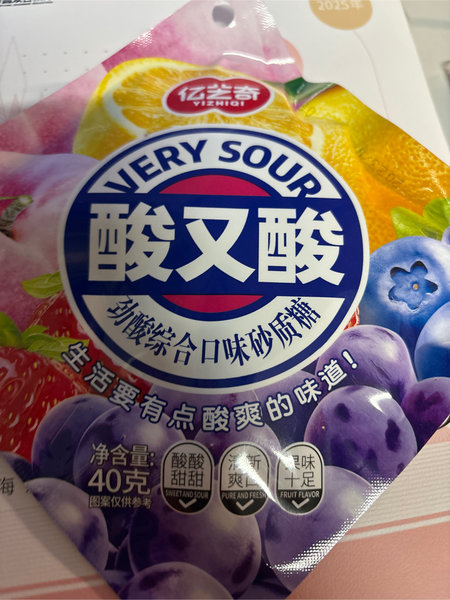 2025年
亿艺奇
YIZHIQI
VERY SOUR
酸又酸
劲酸综合口味砂质糖
生活要有点酸爽的味道!
净含量:
40克
图案仅供参考
酸酸
甜甜
SWEET AND SOUR
清新
爽口
PURE AND FRESH
果味
十足
FRUIT FLAVOR
海